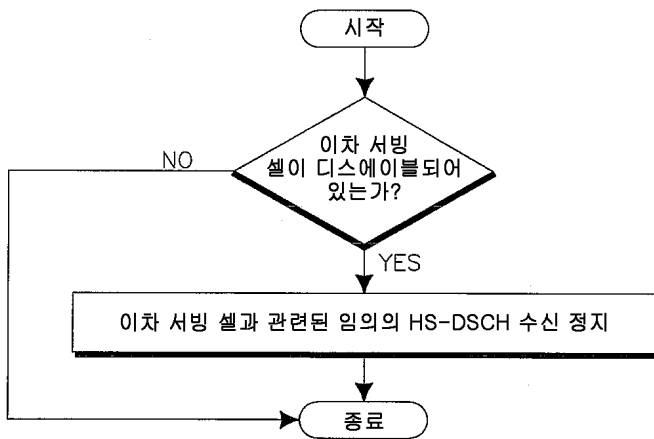 시작
이차 서빙
셀이 디스에이블되어
있는가?
NO
YES
이차 서빙 셀과 관련된 임의의 HS-DSCH 수신 정지
종료